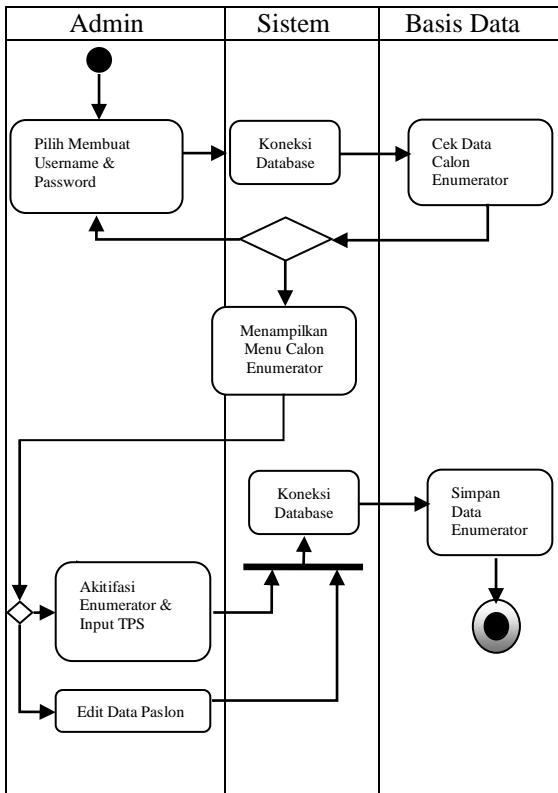 Admin
Sistem
Basis Data
Pilih Membuat
Username &
Password
Koneksi
Database
Cek Data
Calon
Enumerator
Menampilkan
Menu Calon
Enumerator
Koneksi
Database
Simpan
Data
Enumerator
Akitifasi
Enumerator &
Input TPS
Edit Data Paslon